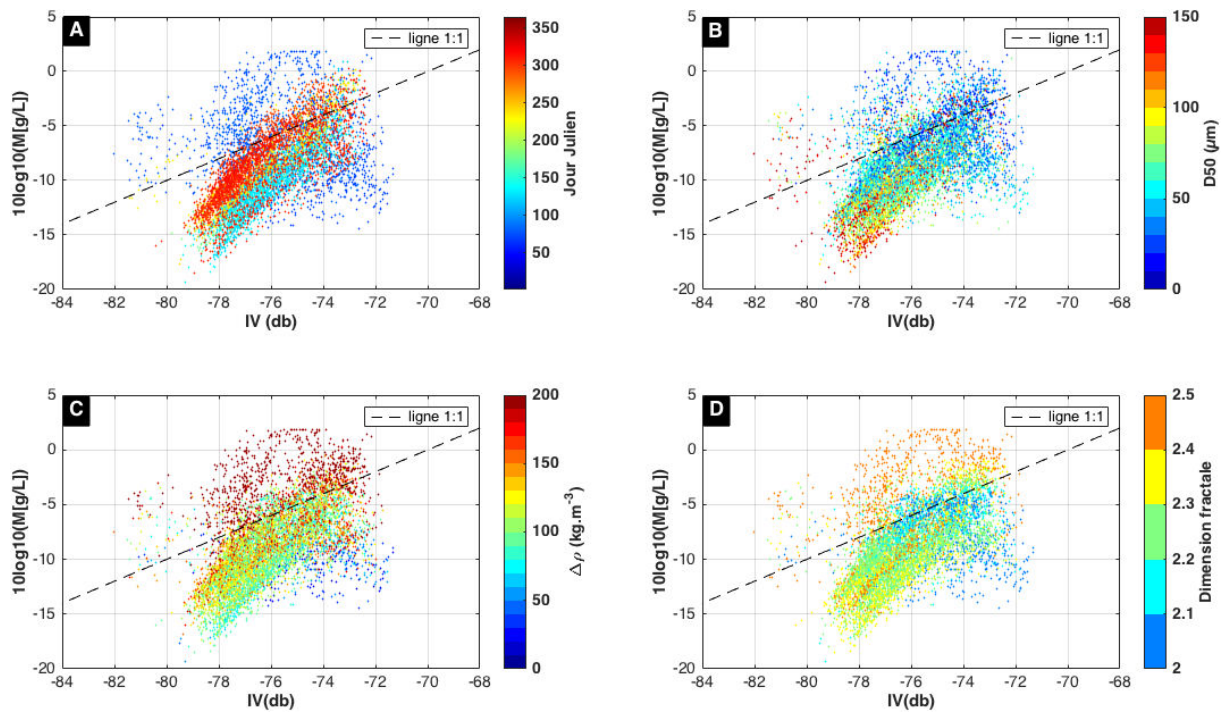 A
ligne 1:1
10log10(M[g/L])
5
0
-5
-10
-15
-20
-84 -82 -80 -78 -76 -74 -72 -70 -68
IV (db)
350
300
250
200
150
100
50
Jour Julien
B
ligne 1:1
10log10(M[g/L])
5
0
-5
-10
-15
-20
-84 -82 -80 -78 -76 -74 -72 -70 -68
IV(db)
150
100
50
0
D50 (μm)
C
ligne 1:1
10log10(M[g/L])
5
0
-5
-10
-15
-20
-84 -82 -80 -78 -76 -74 -72 -70 -68
IV(db)
200
150
100
50
0
Δρ (kg.m⁻³)
D
ligne 1:1
10log10(M[g/L])
5
0
-5
-10
-15
-20
-84 -82 -80 -78 -76 -74 -72 -70 -68
IV(db)
2.5
2.4
2.3
2.2
2.1
2
Dimension fractale